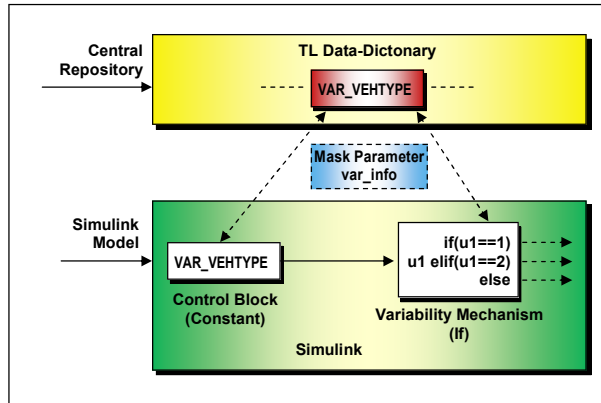 Central
Repository
TL Data-Dictonary
VAR_VEHTYPE
Mask Parameter
var_info
Simulink
Model
VAR_VEHTYPE
Control Block
(Constant)
if(u1==1)
u1 elif(u1==2)
else
Variability Mechanism
(If)
Simulink